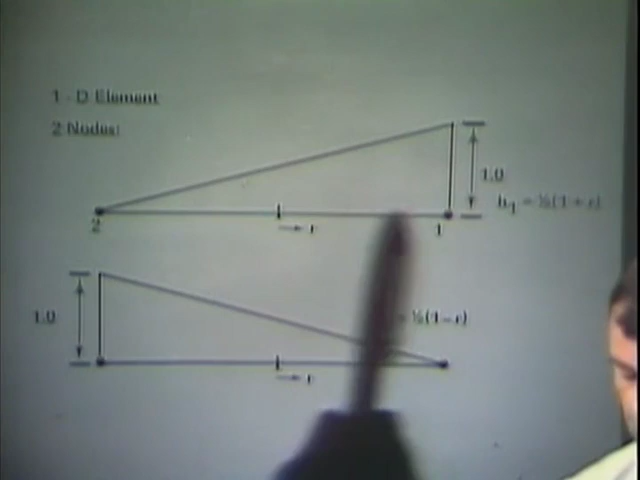 1 - D Element
2 Nodes:
1.0
h1 = ½(1 + r)
2
1
r
1.0
= ½(1-r)
r